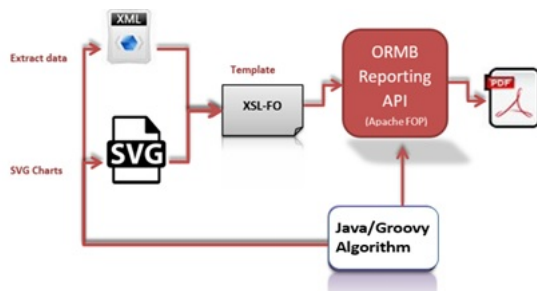 XML
Extract data
Template
XSL-FO
ORMB
Reporting
API
(Apache FOP)
PDF
SVG
SVG Charts
Java/Groovy
Algorithm